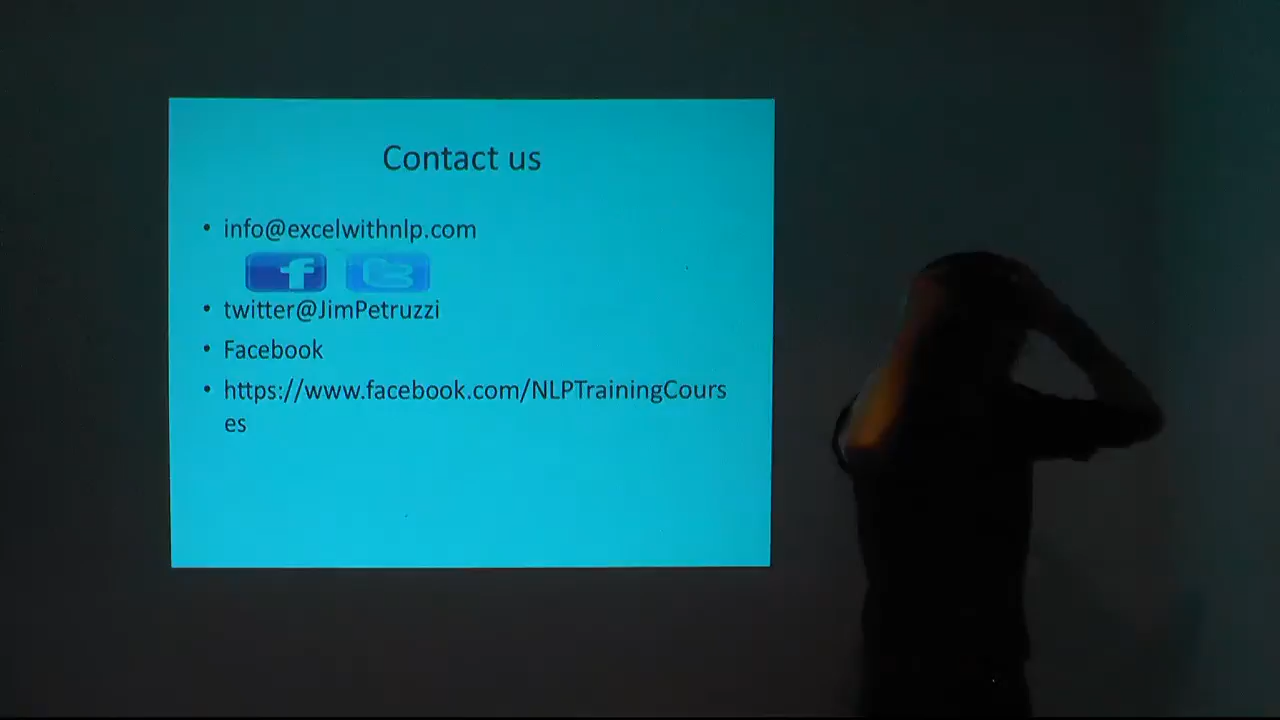 Contact us
• info@excelwithnlp.com
f t
• twitter@JimPetruzzi
• Facebook
• https://www.facebook.com/NLPTrainingCours
es